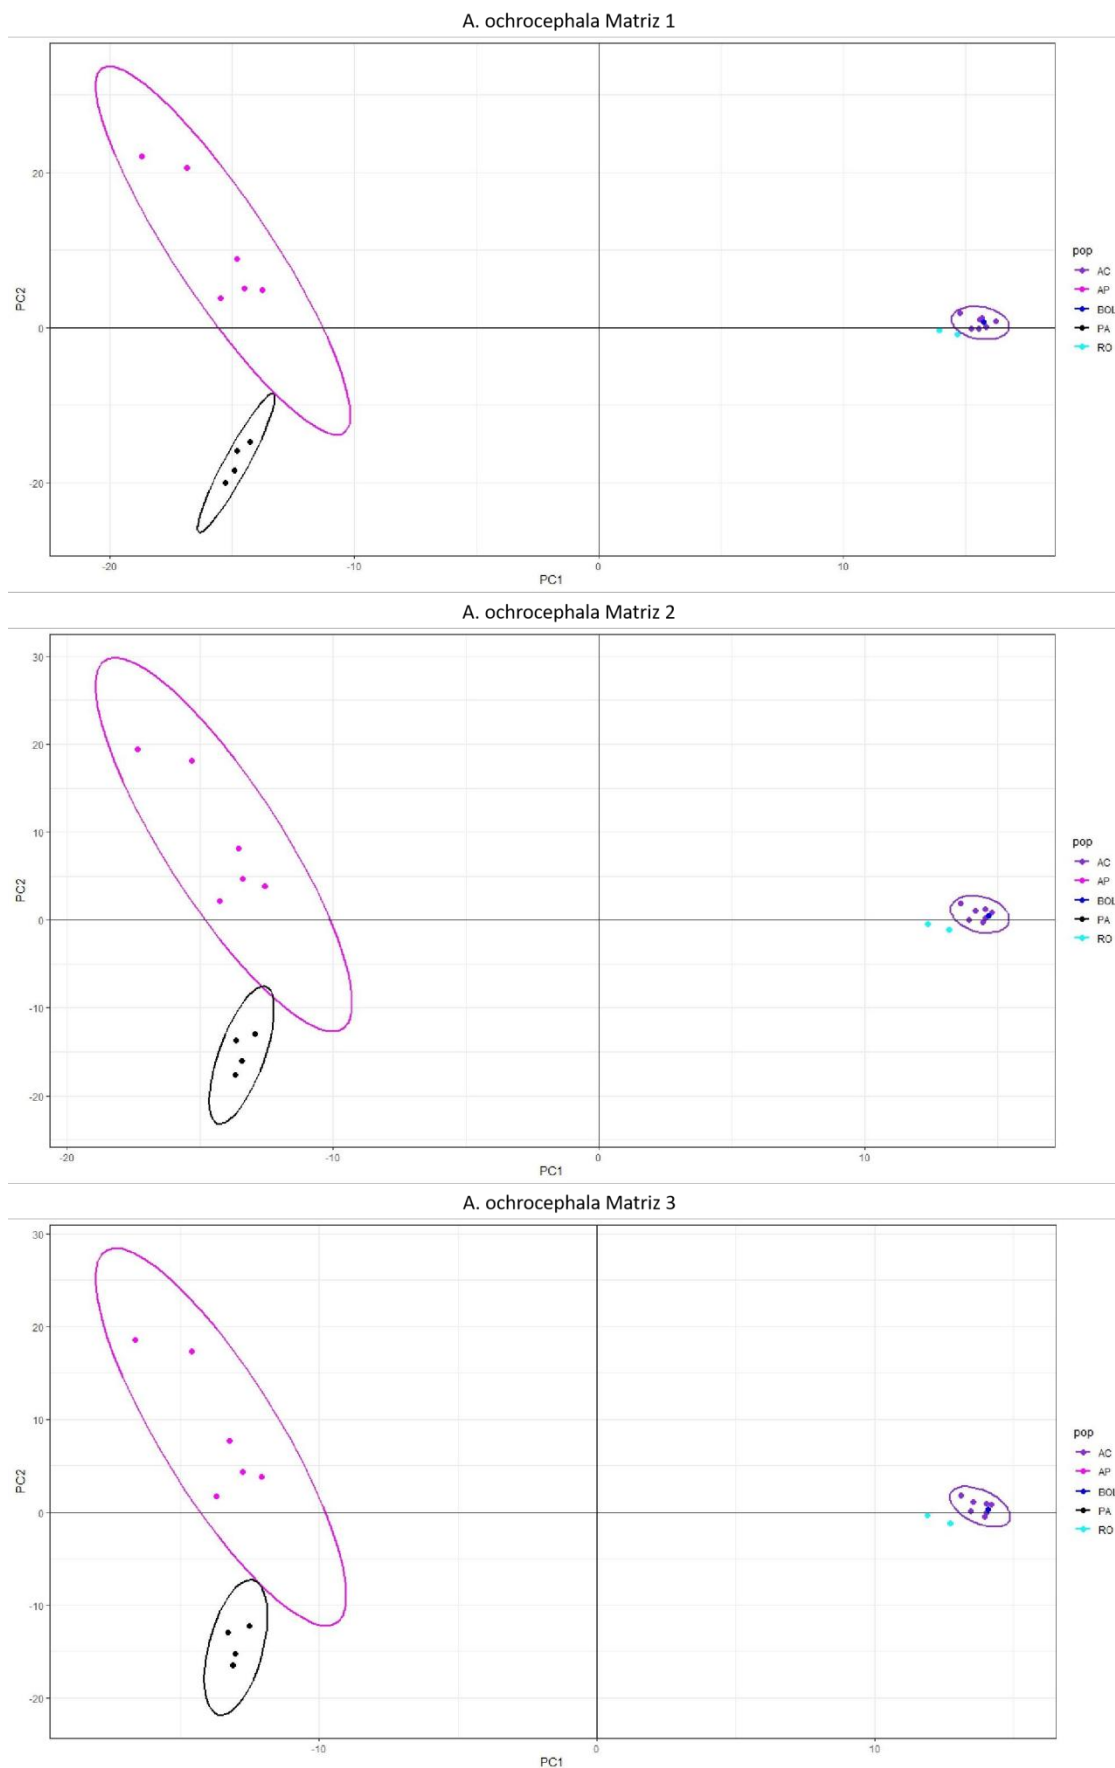 A. ochrocephala Matriz 1
20
0
-20
PC2
-20
-10
0
10
PC1
pop
AC
AP
BOL
PA
RO
A. ochrocephala Matriz 2
30
20
10
0
-10
-20
PC2
-20
-10
0
10
PC1
pop
AC
AP
BOL
PA
RO
A. ochrocephala Matriz 3
30
20
10
0
-10
-20
PC2
-10
0
10
PC1
pop
AC
AP
BOL
PA
RO